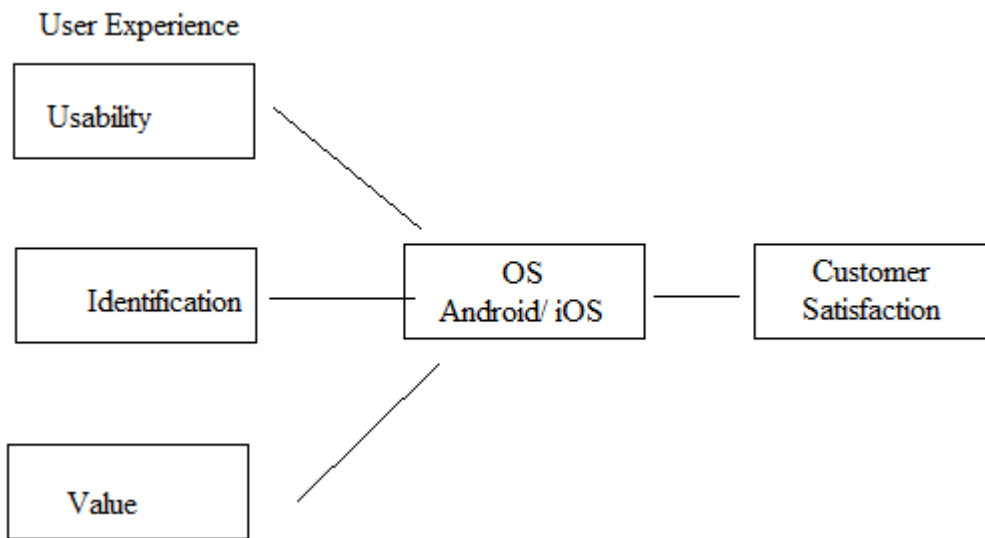 User Experience
Usability
Identification
OS
Android/ iOS
Customer
Satisfaction
Value